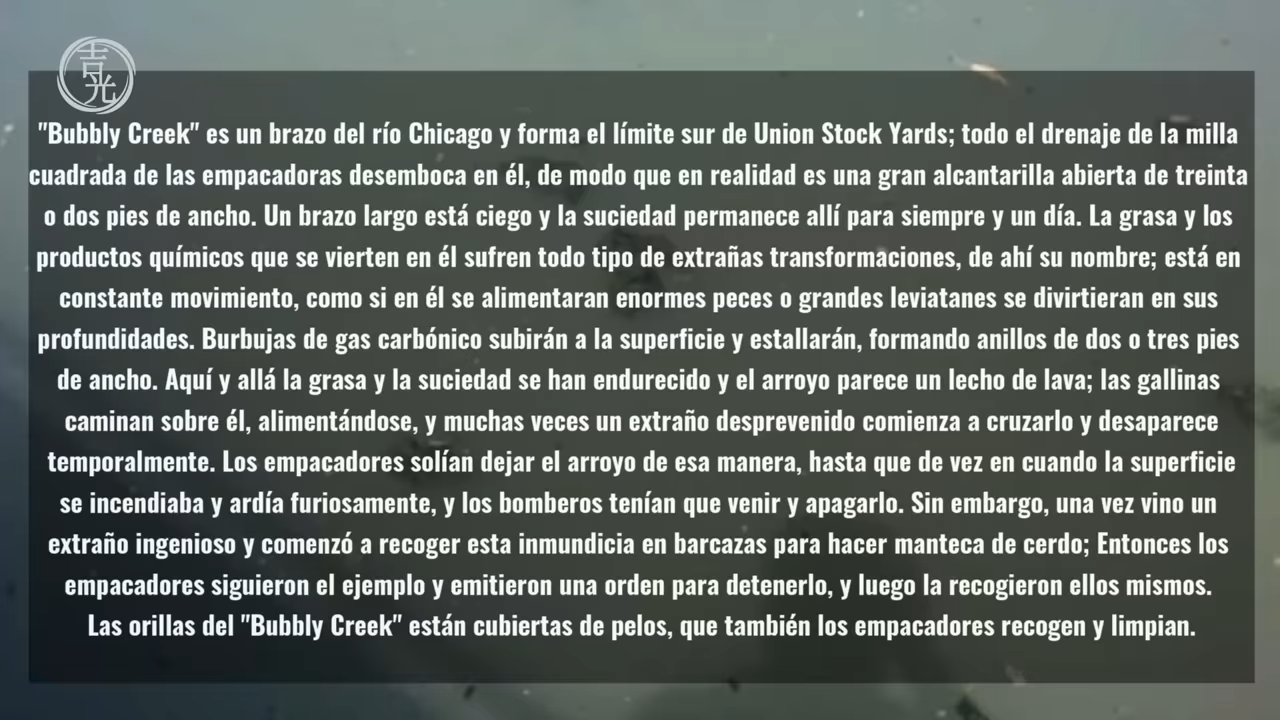 吉光
"Bubbly Creek" es un brazo del río Chicago y forma el límite sur de Union Stock Yards; todo el drenaje de la milla
cuadrada de las empacadoras desemboca en él, de modo que en realidad es una gran alcantarilla abierta de treinta
o dos pies de ancho. Un brazo largo está ciego y la suciedad permanece allí para siempre y un día. La grasa y los
productos químicos que se vierten en él sufren todo tipo de extrañas transformaciones, de ahí su nombre; está en
constante movimiento, como si en él se alimentaran enormes peces o grandes leviatanes se divirtieran en sus
profundidades. Burbujas de gas carbónico subirán a la superficie y estallarán, formando anillos de dos o tres pies
de ancho. Aquí y allá la grasa y la suciedad se han endurecido y el arroyo parece un lecho de lava; las gallinas
caminan sobre él, alimentándose, y muchas veces un extraño desprevenido comienza a cruzarlo y desaparece
temporalmente. Los empacadores solían dejar el arroyo de esa manera, hasta que de vez en cuando la superficie
se incendiaba y ardía furiosamente, y los bomberos tenían que venir y apagarlo. Sin embargo, una vez vino un
extraño ingenioso y comenzó a recoger esta inmundicia en barcazas para hacer manteca de cerdo; Entonces los
empacadores siguieron el ejemplo y emitieron una orden para detenerlo, y luego la recogieron ellos mismos.
Las orillas del "Bubbly Creek" están cubiertas de pelos, que también los empacadores recogen y limpian.